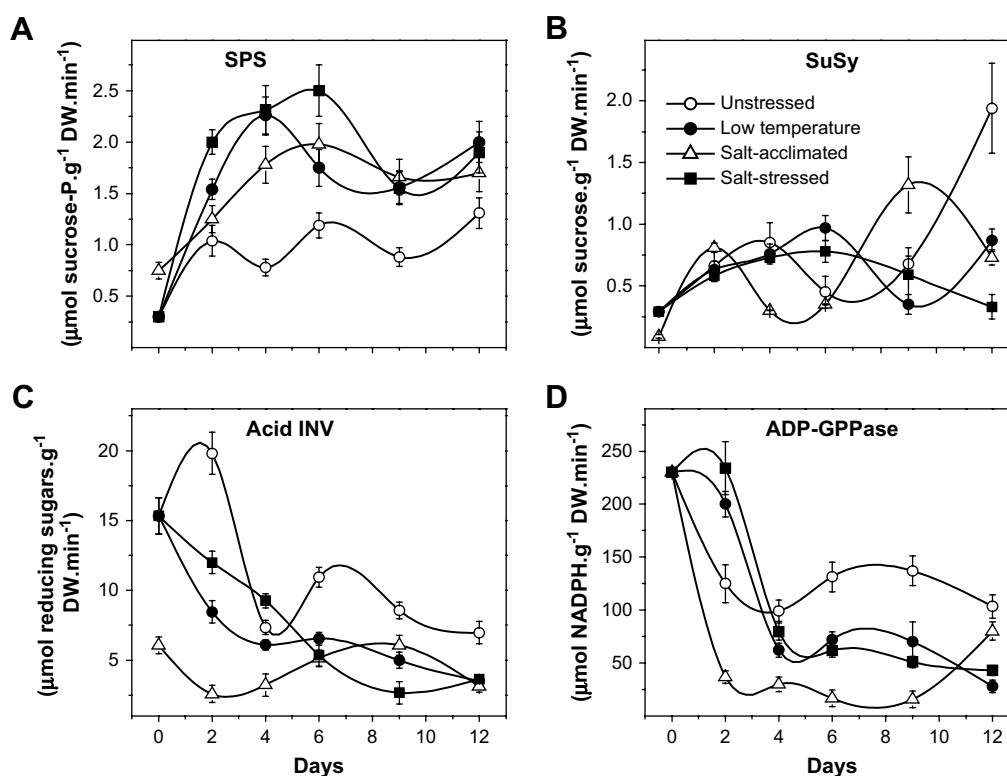 A
SPS
(μmol sucrose-P.g⁻¹ DW.min⁻¹)
2.5
2.0
1.5
1.0
0.5
B
SuSy
Unstressed
Low temperature
Salt-acclimated
Salt-stressed
(μmol sucrose.g⁻¹ DW.min⁻¹)
2.0
1.5
1.0
0.5
C
Acid INV
(μmol reducing sugars.g⁻¹
DW.min⁻¹)
20
15
10
5
0 2 4 6 8 10 12
Days
D
ADP-GPPase
(μmol NADPH.g⁻¹ DW.min⁻¹)
250
200
150
100
50
0 2 4 6 8 10 12
Days